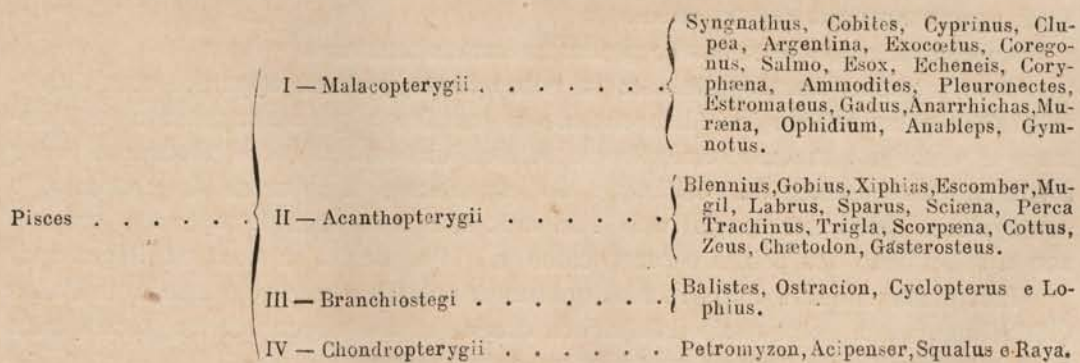 Syngnathus, Cobites, Cyprinus, Clu-
pea, Argentina, Exocœtus, Corego-
nus, Salmo, Esox, Echeneis, Cory-
I — Malacopterygii . . . . . . . phæna, Ammodites, Pleuronectes,
Estromateus, Gadus, Anarrhichas, Mu-
ræna, Ophidium, Anableps, Gym-
notus.
Blennius, Gobius, Xiphias, Escomber, Mu-
Pisces . . . . . . II — Acanthopterygii . . . . . . gil, Labrus, Sparus, Sciæna, Perca
Trachinus, Trigla, Scorpæna, Cottus,
Zeus, Chætodon, Gasterosteus.
III — Branchiostegi . . . . . . . Balistes, Ostracion, Cyclopterus e Lo-
phius.
IV — Chondropterygii . . . . . . Petromyzon, Acipenser, Squalus e Raya.